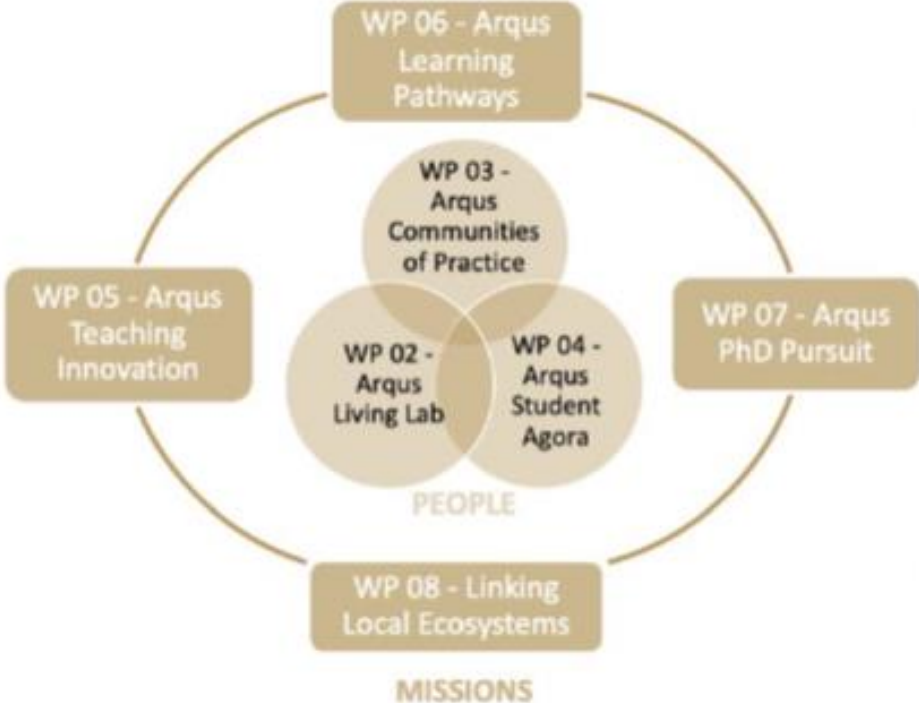 WP 06 - Arqus
Learning
Pathways
WP 03 -
Arqus
Communities
of Practice
WP 05 - Arqus
Teaching
Innovation
WP 02 -
Arqus
Living Lab
WP 04 -
Arqus
Student
Agora
WP 07 - Arqus
PhD Pursuit
PEOPLE
WP 08 - Linking
Local Ecosystems
MISSIONS